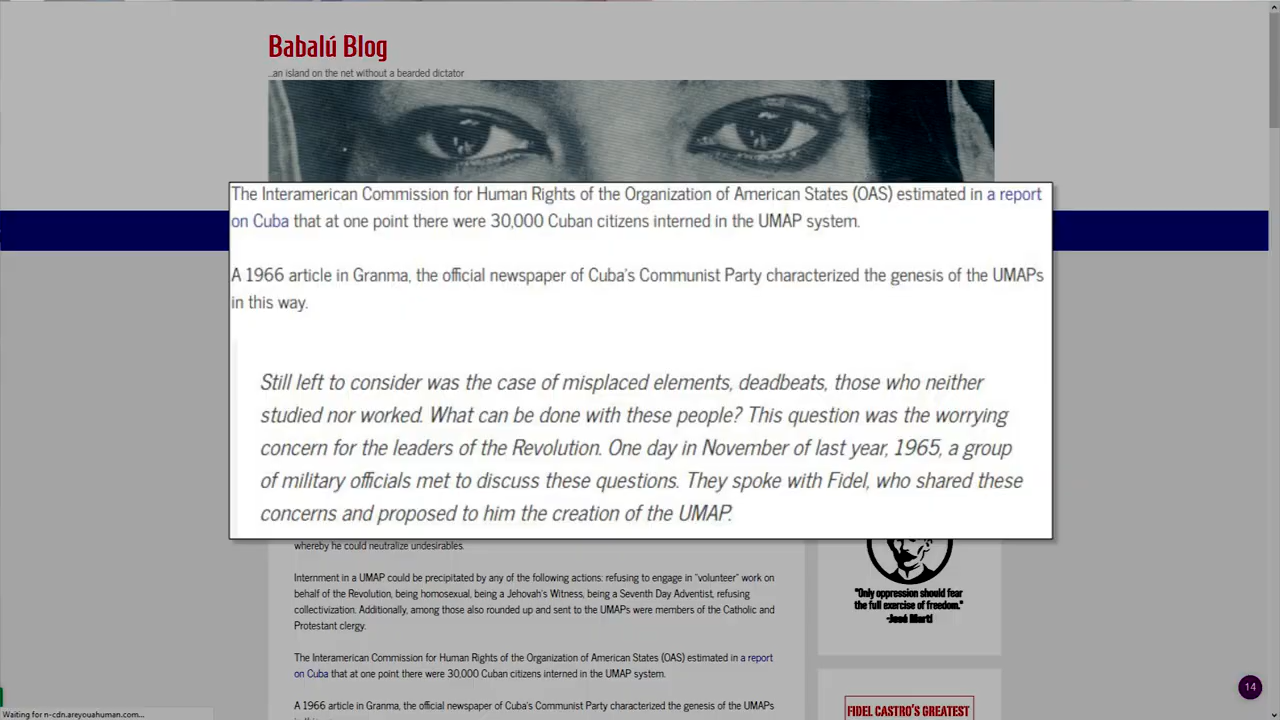 Babalú Blog
...an island on the net without a bearded dictator
The Interamerican Commission for Human Rights of the Organization of American States (OAS) estimated in a report
on Cuba that at one point there were 30,000 Cuban citizens interned in the UMAP system.
A 1966 article in Granma, the official newspaper of Cuba's Communist Party characterized the genesis of the UMAPs
in this way.
Still left to consider was the case of misplaced elements, deadbeats, those who neither
studied nor worked. What can be done with these people? This question was the worrying
concern for the leaders of the Revolution. One day in November of last year, 1965, a group
of military officials met to discuss these questions. They spoke with Fidel, who shared these
concerns and proposed to him the creation of the UMAP.
whereby he could neutralize undesirables.
Internment in a UMAP could be precipitated by any of the following actions: refusing to engage in "volunteer" work on
behalf of the Revolution, being homosexual, being a Jehovah's Witness, being a Seventh Day Adventist, refusing
collectivization. Additionally, among those also rounded up and sent to the UMAPs were members of the Catholic and
Protestant clergy.
The Interamerican Commission for Human Rights of the Organization of American States (OAS) estimated in a report
on Cuba that at one point there were 30,000 Cuban citizens interned in the UMAP system.
A 1966 article in Granma, the official newspaper of Cuba's Communist Party characterized the genesis of the UMAPs
"Only oppression should fear
the full exercise of freedom."
-José Martí
FIDEL CASTRO'S GREATEST
14
Waiting for n-cdn.areyouahuman.com...